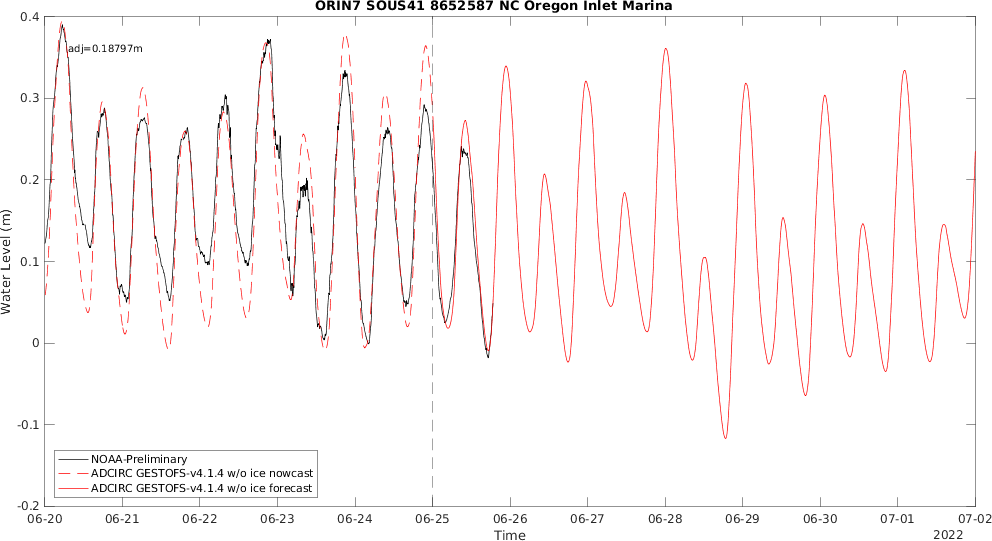 ORIN7 SOUS41 8652587 NC Oregon Inlet Marina
0.4
adj=0.18797m
0.3
0.2
0.1
0
-0.1
-0.2
Water Level (m)
NOAA-Preliminary
ADCIRC GESTOFS-v4.1.4 w/o ice nowcast
ADCIRC GESTOFS-v4.1.4 w/o ice forecast
06-20 06-21 06-22 06-23 06-24 06-25 06-26 06-27 06-28 06-29 06-30 07-01 07-02
Time
2022